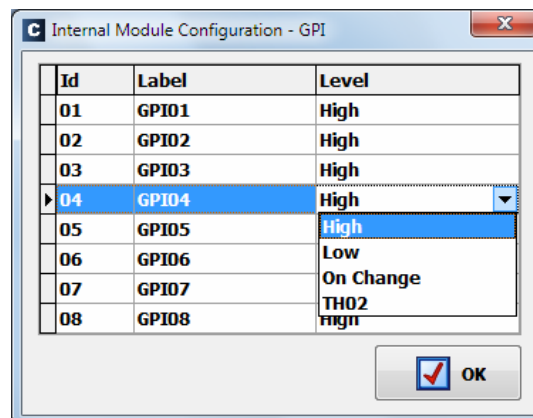 C Internal Module Configuration - GPI
Id Label Level
01 GPI01 High
02 GPI02 High
03 GPI03 High
04 GPI04 High
05 GPI05 High
06 GPI06 Low
07 GPI07 On Change
TH02
08 GPI08 High
OK